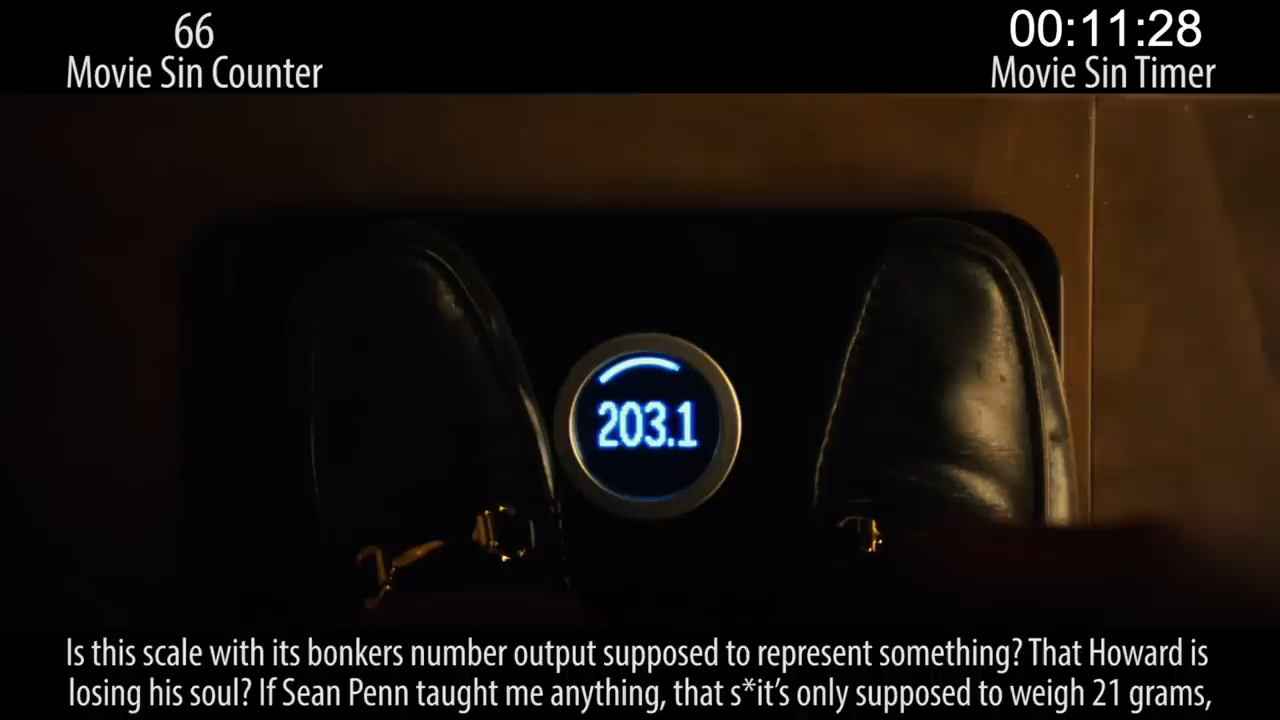 66
Movie Sin Counter
00:11:28
Movie Sin Timer
203.1
Is this scale with its bonkers number output supposed to represent something? That Howard is
losing his soul? If Sean Penn taught me anything, that s*it's only supposed to weigh 21 grams,